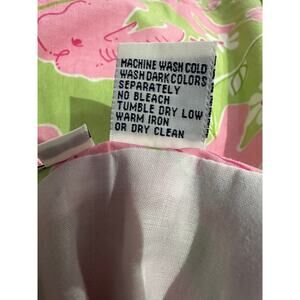 MACHINE WASH COLD
WASH DARK COLORS
SEPARATELY
NO BLEACH
TUMBLE DRY LOW
WARM IRON
OR DRY CLEAN